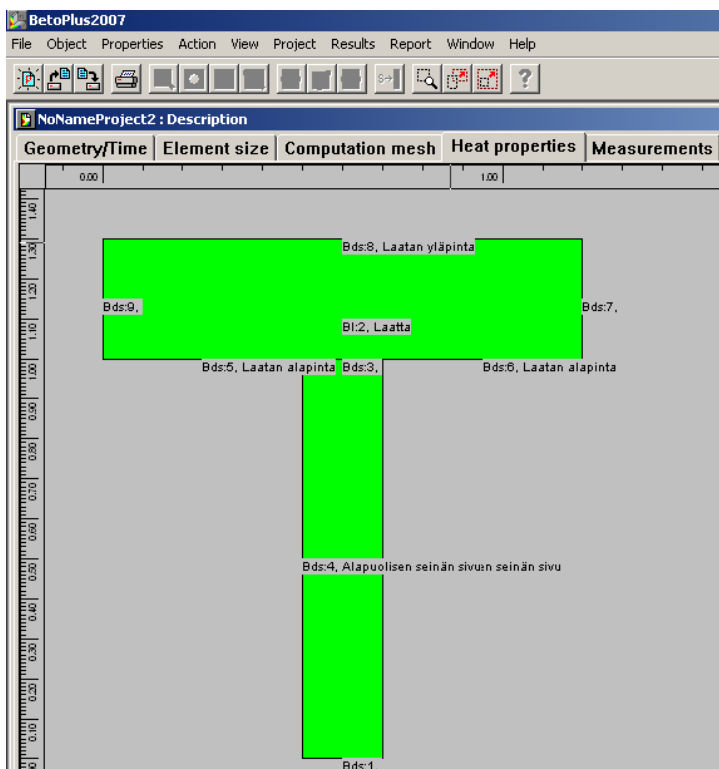 BetoPlus2007
File Object Properties Action View Project Results Report Window Help
S
?
NoNameProject2 : Description
Geometry/Time Element size Computation mesh Heat properties Measurements
0.00 1.00
1.40
1.30
Bds:8, Laatan yläpinta
1.20
Bds:9, Bds:7,
1.10
Bl:2, Laatta
1.00
Bds:5, Laatan alapinta Bds:3, Bds:6, Laatan alapinta
0.90
0.80
0.70
0.60
0.50
Bds:4, Alapuolisen seinän sivu:n seinän sivu
0.40
0.30
0.20
0.10
Bds:1